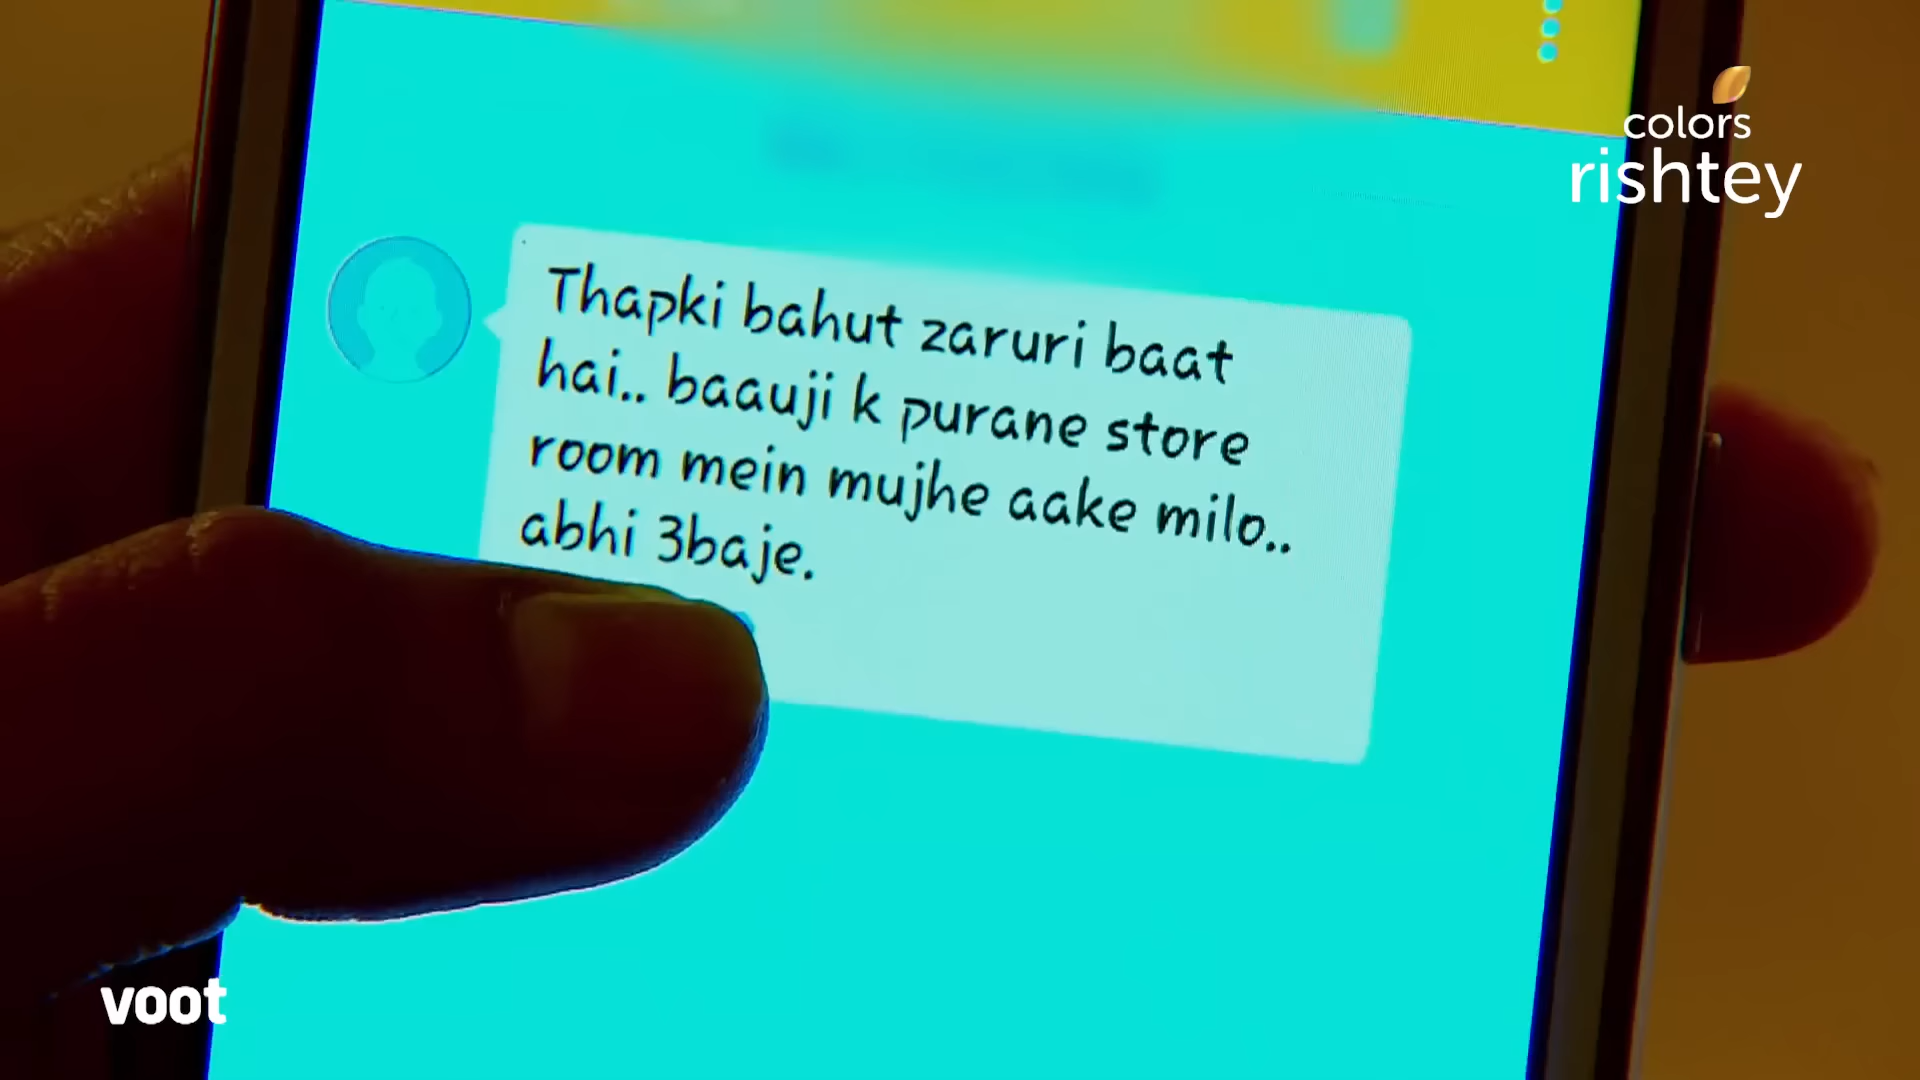 colors
rishtey
Thapki bahut zaruri baat
hai.. baauji k purane store
room mein mujhe aake milo..
abhi 3baje.
voot